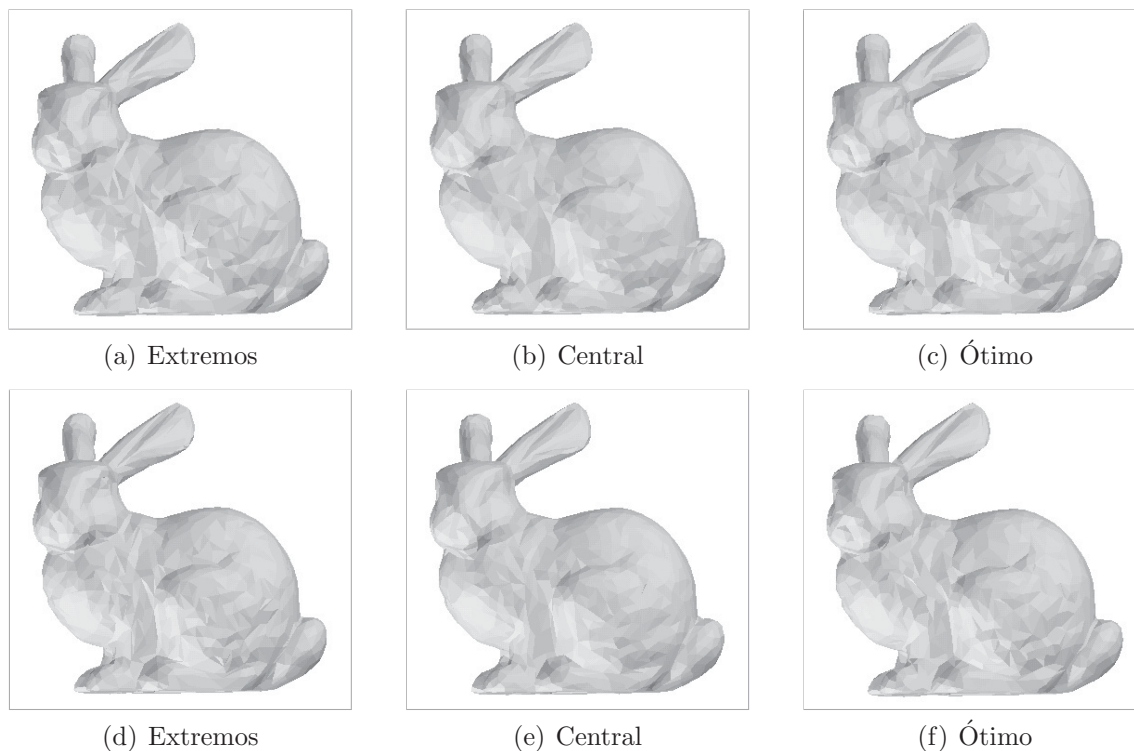 (a) Extremos
(b) Central
(c) Ótimo
(d) Extremos
(e) Central
(f) Ótimo